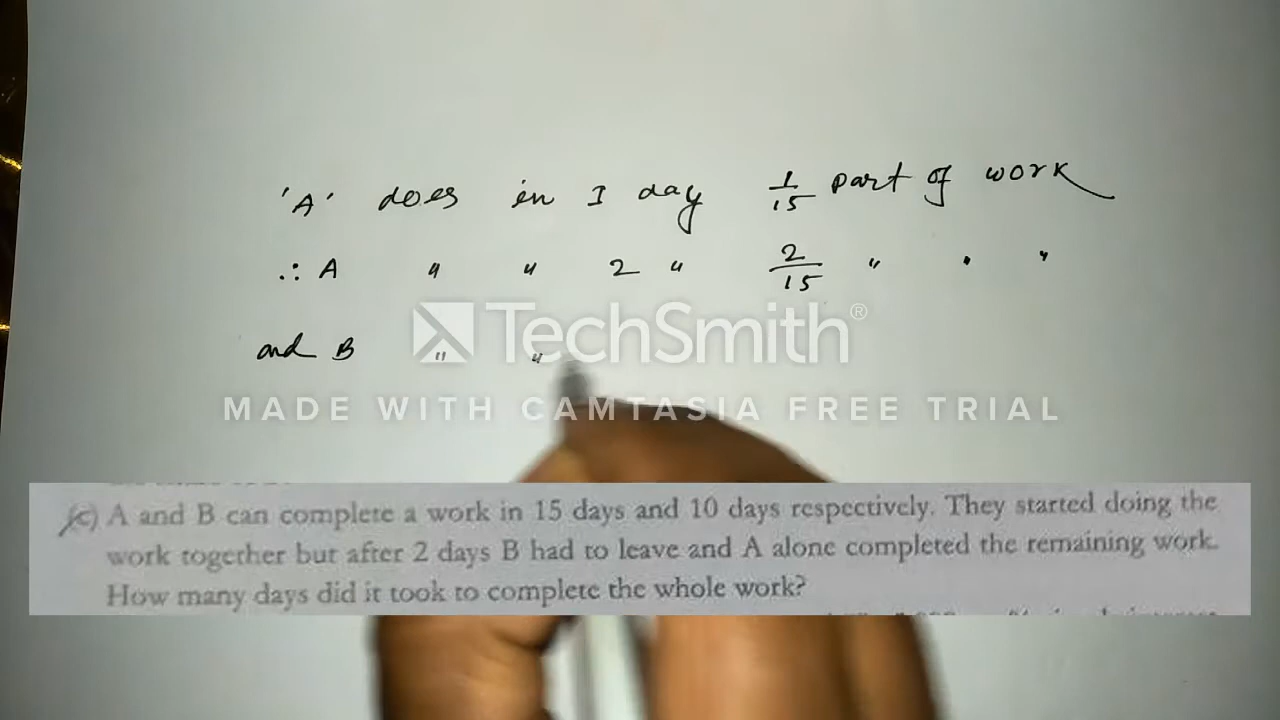 'A' does in 1 day 1/15 part of work
∴ A " " 2 " 2/15 " " "
and B " "
TechSmith®
MADE WITH CAMTASIA FREE TRIAL
(c) A and B can complete a work in 15 days and 10 days respectively. They started doing the
work together but after 2 days B had to leave and A alone completed the remaining work.
How many days did it took to complete the whole work?